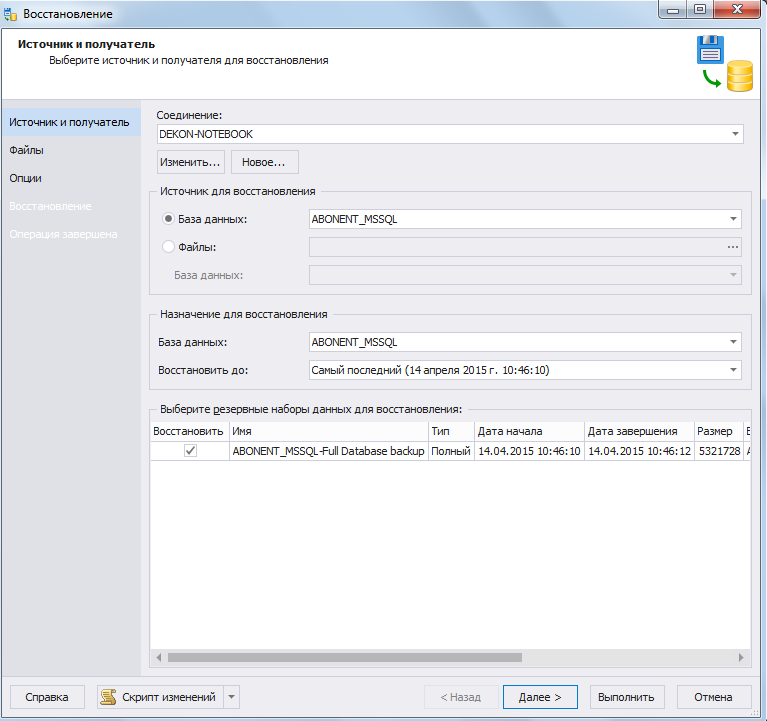 Восстановление
Источник и получатель
Выберите источник и получателя для восстановления
Источник и получатель
Файлы
Опции
Восстановление
Операция завершена
Соединение:
DEKON-NOTEBOOK
Изменить... Новое...
Источник для восстановления
База данных: ABONENT_MSSQL
Файлы:
База данных:
Назначение для восстановления
База данных: ABONENT_MSSQL
Восстановить до: Самый последний (14 апреля 2015 г. 10:46:10)
Выберите резервные наборы данных для восстановления:
Восстановить Имя Тип Дата начала Дата завершения Размер
ABONENT_MSSQL-Full Database backup Полный 14.04.2015 10:46:10 14.04.2015 10:46:12 5321728
Справка Скрипт изменений < Назад Далее > Выполнить Отмена